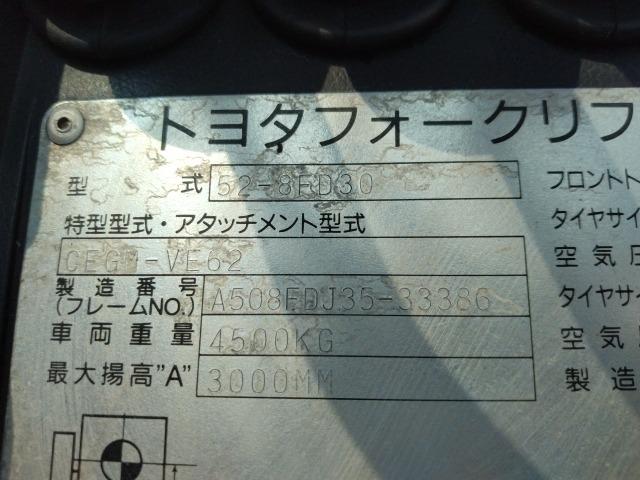 トヨタフォークリフ
型 式 52-8FD30 フロント
特型型式・アタッチメント型式 タイヤサイ
VE62 空気
製造番号 (フレームNO.) A508FDJ35-33386 タイヤサイ
車両重量 4500KG 空気
最大揚高"A" 3000MM 製造